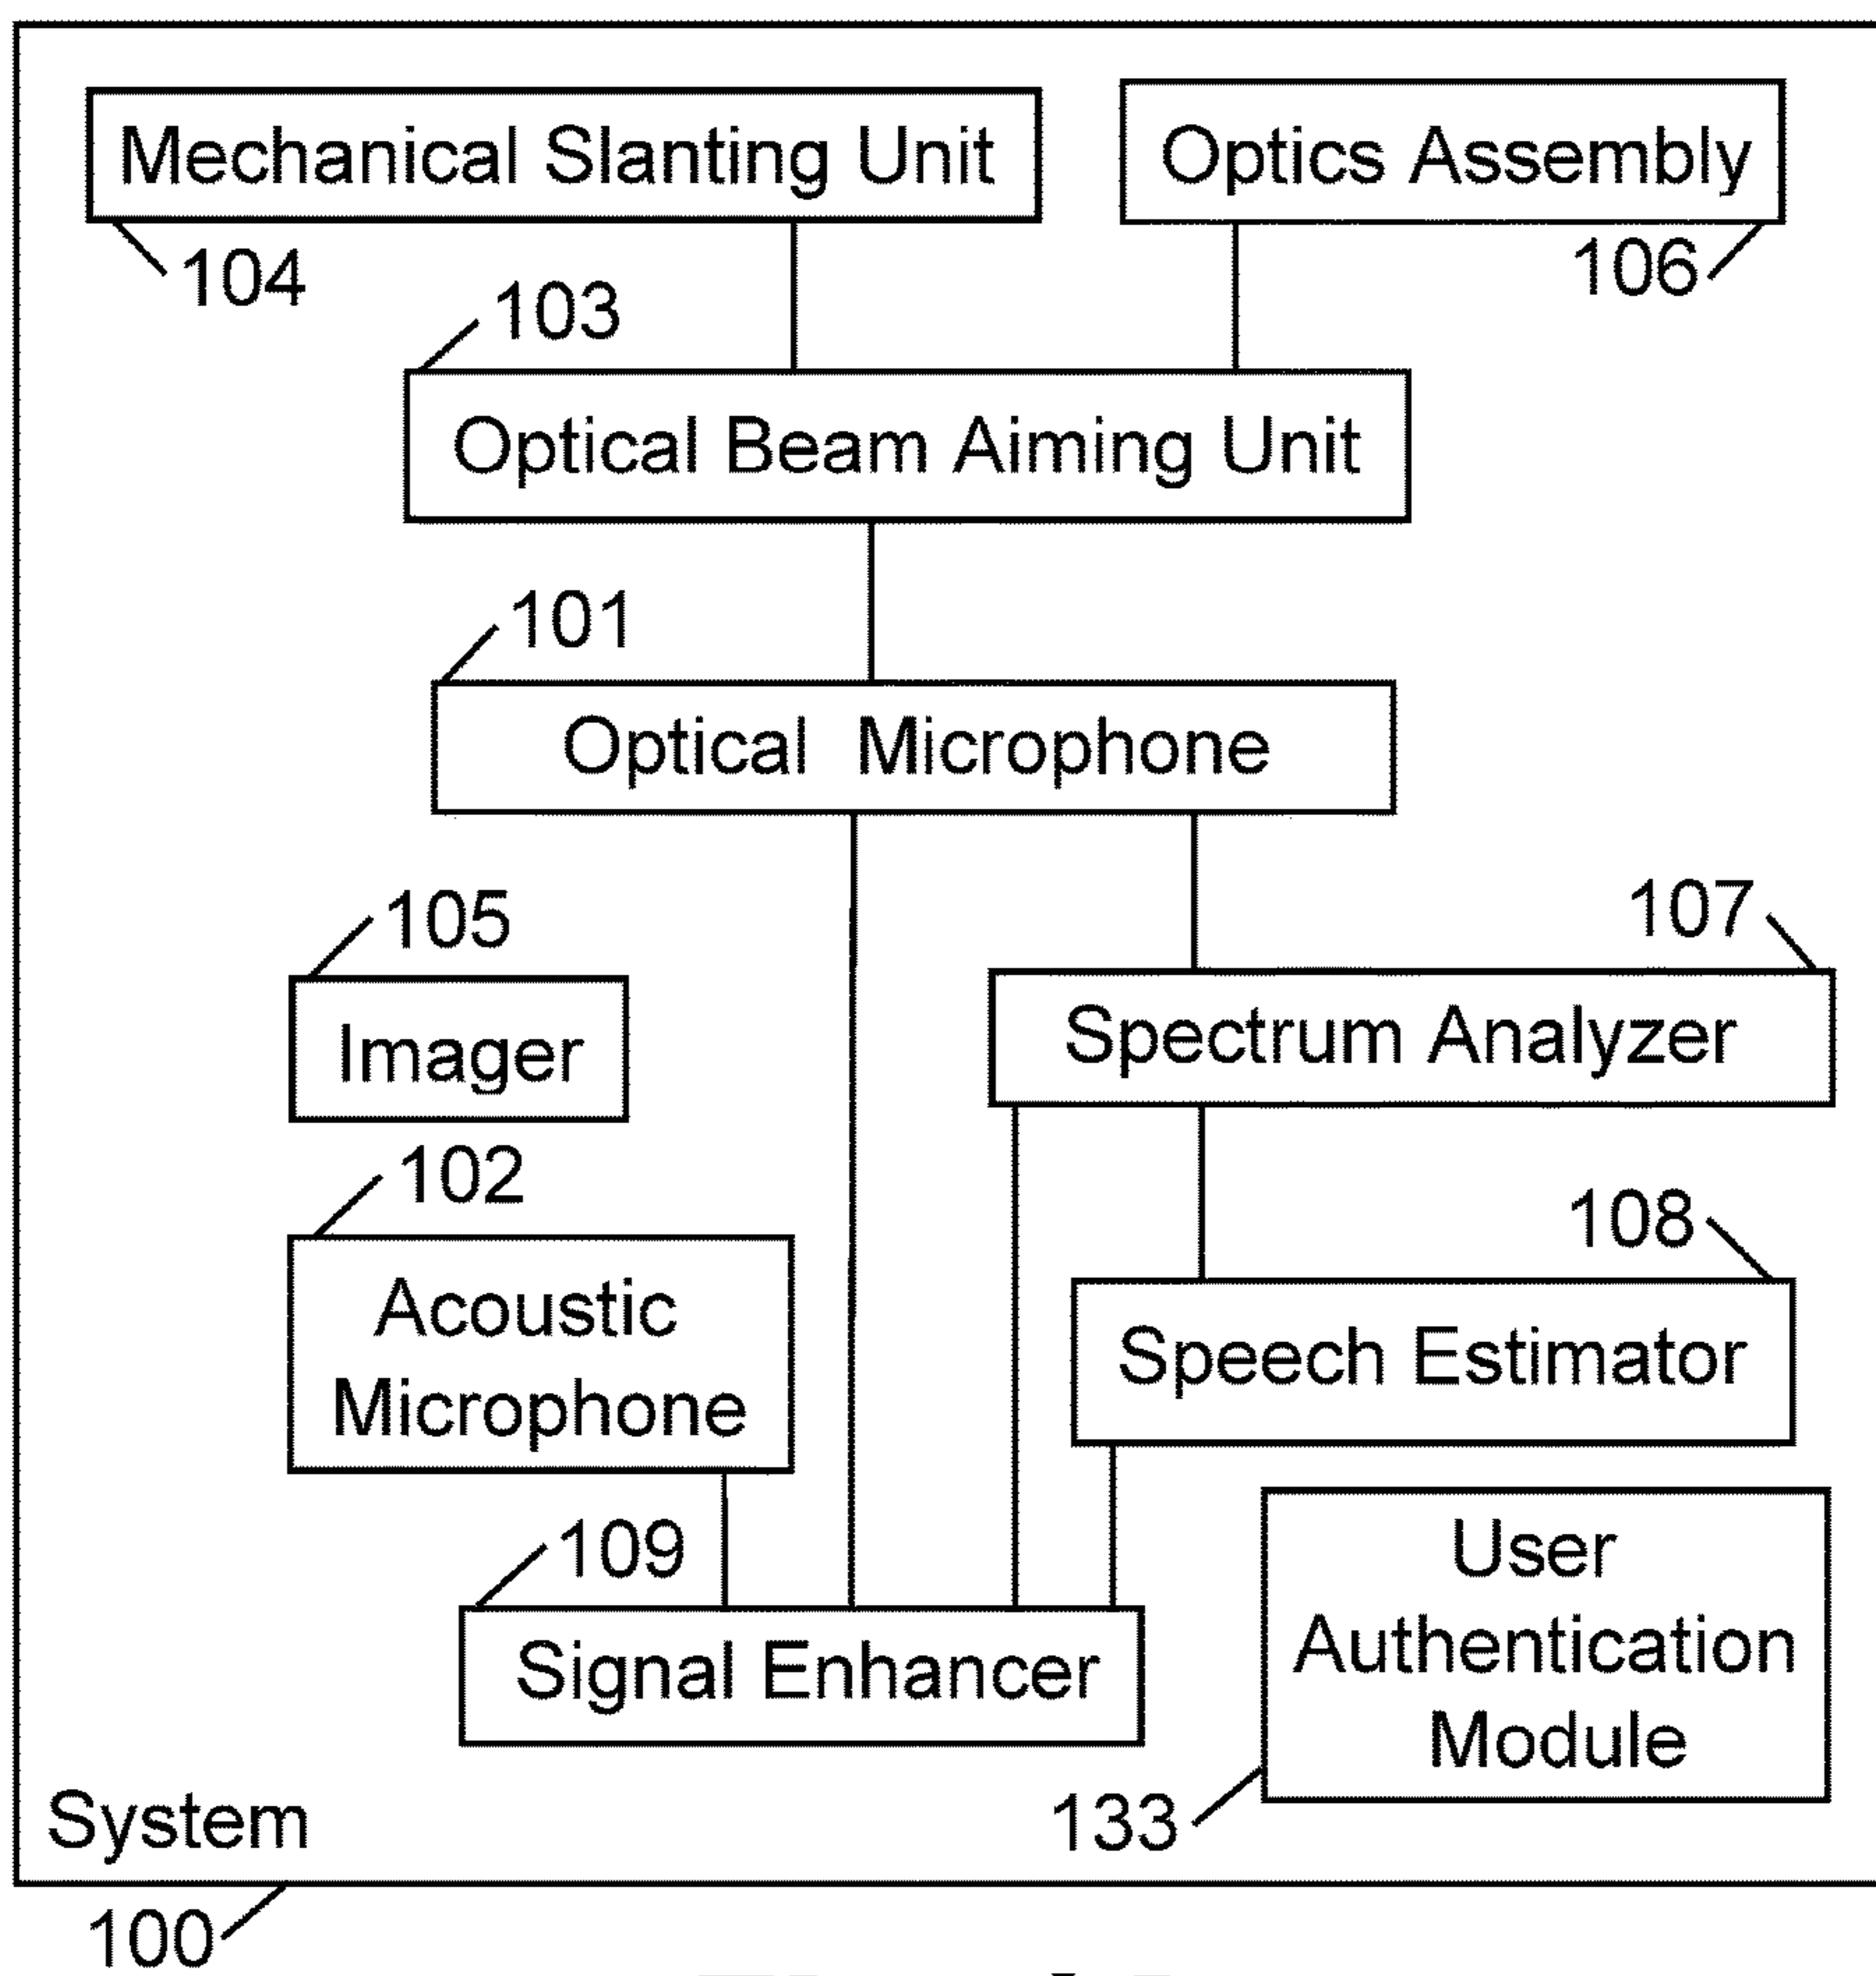 Mechanical Slanting Unit
Optics Assembly
104
106
103
Optical Beam Aiming Unit
101
Optical Microphone
105
107
Imager
Spectrum Analyzer
102
108
Acoustic
Microphone
Speech Estimator
109
Signal Enhancer
User
Authentication
Module
133
System
100